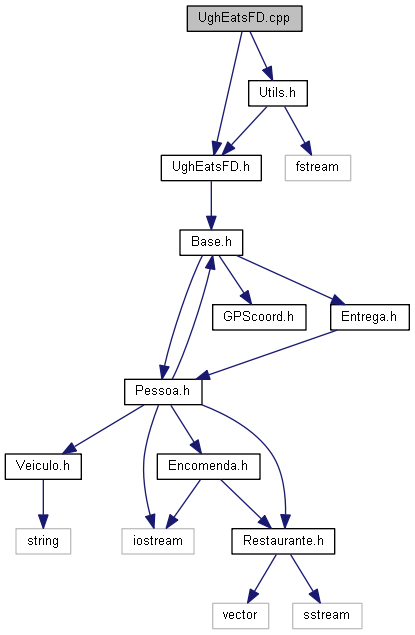 UghEatsFD.cpp
Utils.h
UghEatsFD.h
fstream
Base.h
GPScoord.h
Entrega.h
Pessoa.h
Veiculo.h
Encomenda.h
string
iostream
Restaurante.h
vector
sstream